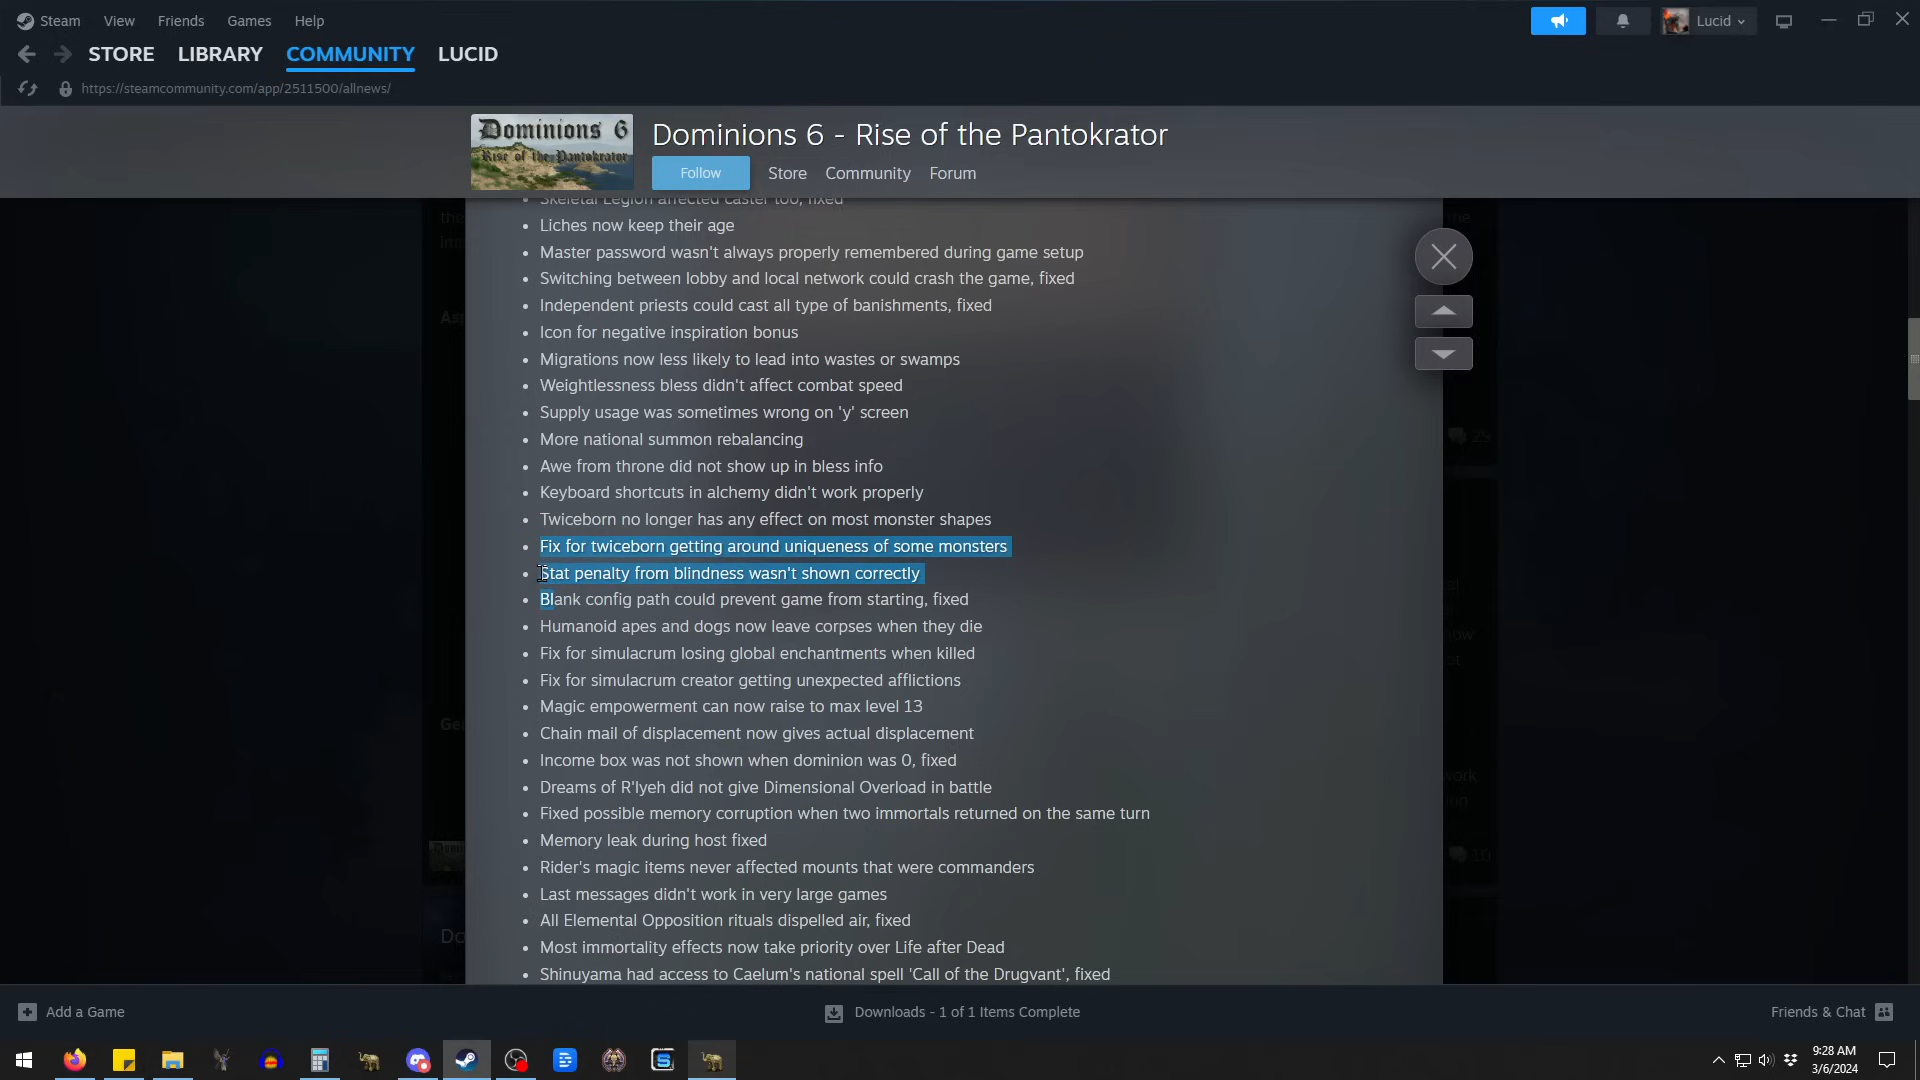 Steam View Friends Games Help Lucid
STORE LIBRARY COMMUNITY LUCID
https://steamcommunity.com/app/2511500/allnews/
Dominions 6
Rise of the Pantokrator
Dominions 6 - Rise of the Pantokrator
Follow Store Community Forum
Skeletal Legion affected caster too, fixed
• Liches now keep their age
• Master password wasn't always properly remembered during game setup
• Switching between lobby and local network could crash the game, fixed
• Independent priests could cast all type of banishments, fixed
• Icon for negative inspiration bonus
• Migrations now less likely to lead into wastes or swamps
• Weightlessness bless didn't affect combat speed
• Supply usage was sometimes wrong on 'y' screen
• More national summon rebalancing
• Awe from throne did not show up in bless info
• Keyboard shortcuts in alchemy didn't work properly
• Twiceborn no longer has any effect on most monster shapes
• Fix for twiceborn getting around uniqueness of some monsters
• Stat penalty from blindness wasn't shown correctly
• Blank config path could prevent game from starting, fixed
• Humanoid apes and dogs now leave corpses when they die
• Fix for simulacrum losing global enchantments when killed
• Fix for simulacrum creator getting unexpected afflictions
• Magic empowerment can now raise to max level 13
• Chain mail of displacement now gives actual displacement
• Income box was not shown when dominion was 0, fixed
• Dreams of R'lyeh did not give Dimensional Overload in battle
• Fixed possible memory corruption when two immortals returned on the same turn
• Memory leak during host fixed
• Rider's magic items never affected mounts that were commanders
• Last messages didn't work in very large games
• All Elemental Opposition rituals dispelled air, fixed
• Most immortality effects now take priority over Life after Dead
• Shinuyama had access to Caelum's national spell 'Call of the Drugvant', fixed
Add a Game Downloads - 1 of 1 Items Complete Friends & Chat
9:28 AM
3/6/2024